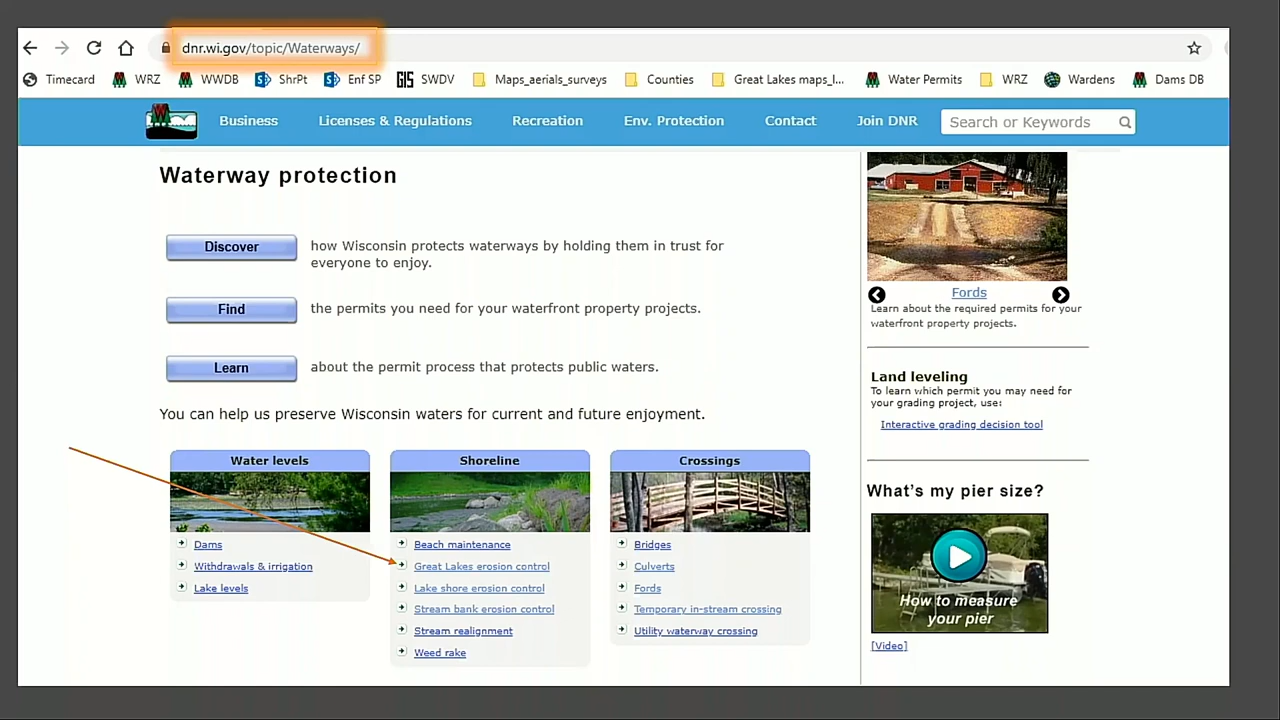 dnr.wi.gov/topic/Waterways/
Timecard WRZ WWDB ShrPt Enf SP GIS SWDV Maps_aerials_surveys Counties Great Lakes maps_l... Water Permits WRZ Wardens Dams DB
W
Business Licenses & Regulations Recreation Env. Protection Contact Join DNR Search or Keywords
Waterway protection
Discover how Wisconsin protects waterways by holding them in trust for
everyone to enjoy.
Find the permits you need for your waterfront property projects.
Learn about the permit process that protects public waters.
You can help us preserve Wisconsin waters for current and future enjoyment.
Water levels
Dams
Withdrawals & irrigation
Lake levels
Shoreline
Beach maintenance
Great Lakes erosion control
Lake shore erosion control
Stream bank erosion control
Stream realignment
Weed rake
Crossings
Bridges
Culverts
Fords
Temporary in-stream crossing
Utility waterway crossing
Fords
Learn about the required permits for your
waterfront property projects.
Land leveling
To learn which permit you may need for
your grading project, use:
Interactive grading decision tool
What's my pier size?
How to measure
your pier
[Video]